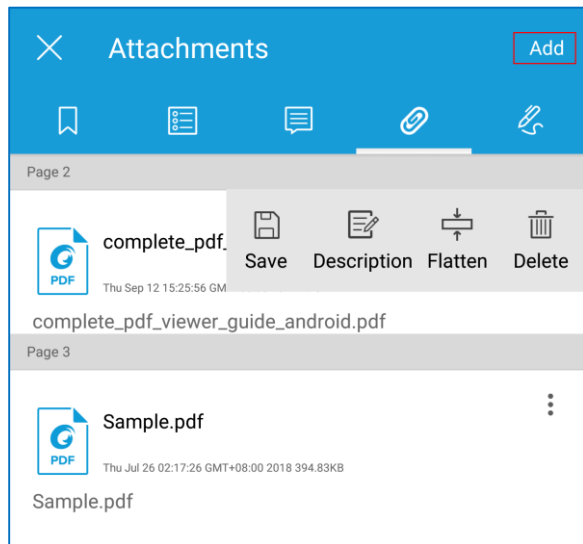 Attachments
Add
Page 2
complete_pdf_
Save Description Flatten Delete
PDF
Thu Sep 12 15:25:56 GM
complete_pdf_viewer_guide_android.pdf
Page 3
Sample.pdf
PDF
Thu Jul 26 02:17:26 GMT+08:00 2018 394.83KB
Sample.pdf